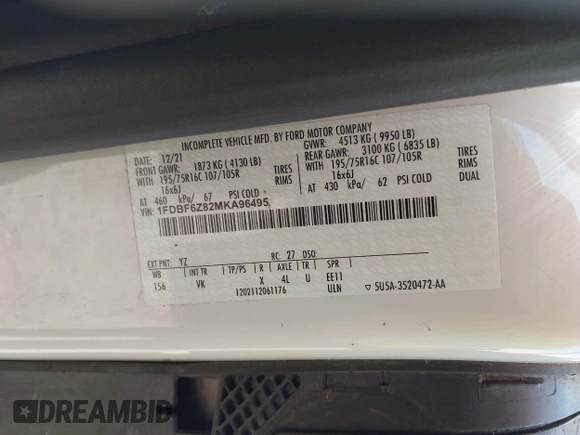 INCOMPLETE VEHICLE MFD. BY FORD MOTOR COMPANY
DATE: 12/21 GVWR: 4513 KG ( 9950 LB)
FRONT GAWR: 1873 KG ( 4130 LB) REAR GAWR: 3100 KG ( 6835 LB)
WITH 195/75R16C 107/105R TIRES WITH 195/75R16C 107/105R TIRES
16x6J RIMS 16x6J RIMS
AT 460 kPa/ 67 PSI COLD AT 430 kPa/ 62 PSI COLD DUAL
VIN: 1FDBF6Z82MKA96495
EXT PNT: YZ RC: 27 DSO:
WB INT TR TP/PS R AXLE TR SPR
156 VK X 4L U EE11
1202112061176 ULN ▽ 5U5A-3520472-AA
DREAMBID